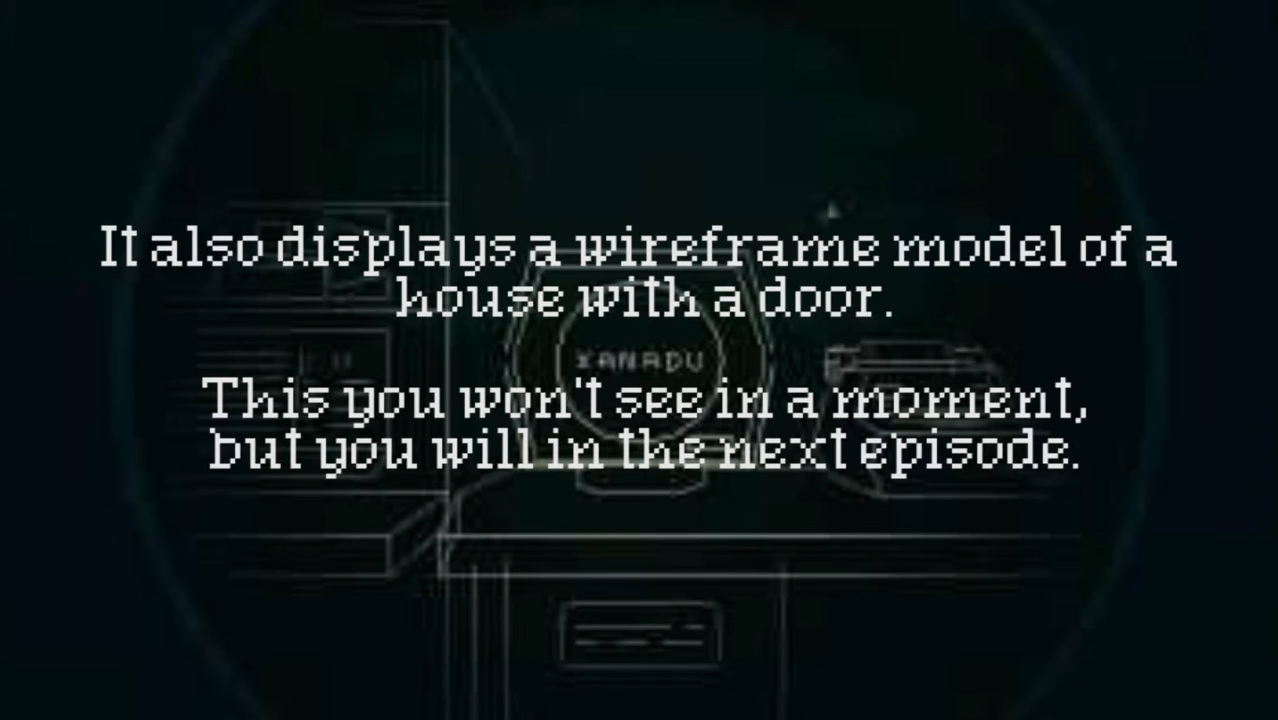 It also displays a wireframe model of a
house with a door.
XANADU
This you won't see in a moment,
but you will in the next episode.